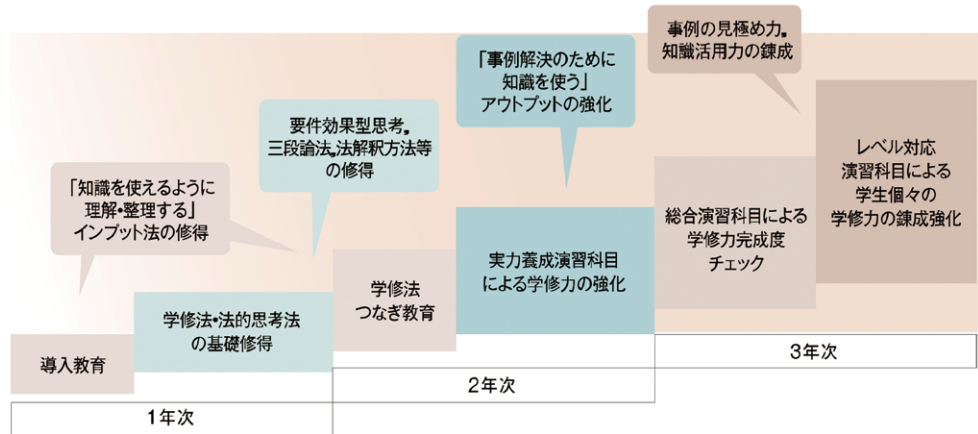 「知識を使えるように
理解・整理する」
インプット法の修得
要件効果型思考。
三段論法。法解釈方法等
の修得
「事例解決のために
知識を使う」
アウトプットの強化
事例の見極め力。
知識活用力の錬成
導入教育
学修法・法的思考法
の基礎修得
学修法
つなぎ教育
実力養成演習科目
による学修力の強化
総合演習科目による
学修力完成度
チェック
レベル対応
演習科目による
学生個々の
学修力の錬成強化
1年次
2年次
3年次